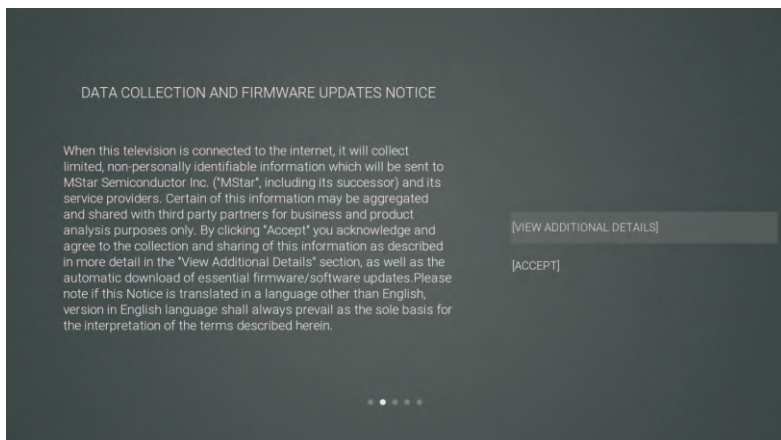 DATA COLLECTION AND FIRMWARE UPDATES NOTICE
When this television is connected to the internet, it will collect
limited, non-personally identifiable information which will be sent to
MStar Semiconductor Inc. ("MStar", including its successor) and its
service providers. Certain of this information may be aggregated
and shared with third party partners for business and product
analysis purposes only. By clicking "Accept" you acknowledge and
agree to the collection and sharing of this information as described
in more detail in the "View Additional Details" section, as well as the
automatic download of essential firmware/software updates.Please
note if this Notice is translated in a language other than English,
version in English language shall always prevail as the sole basis for
the interpretation of the terms described herein.
[VIEW ADDITIONAL DETAILS]
[ACCEPT]